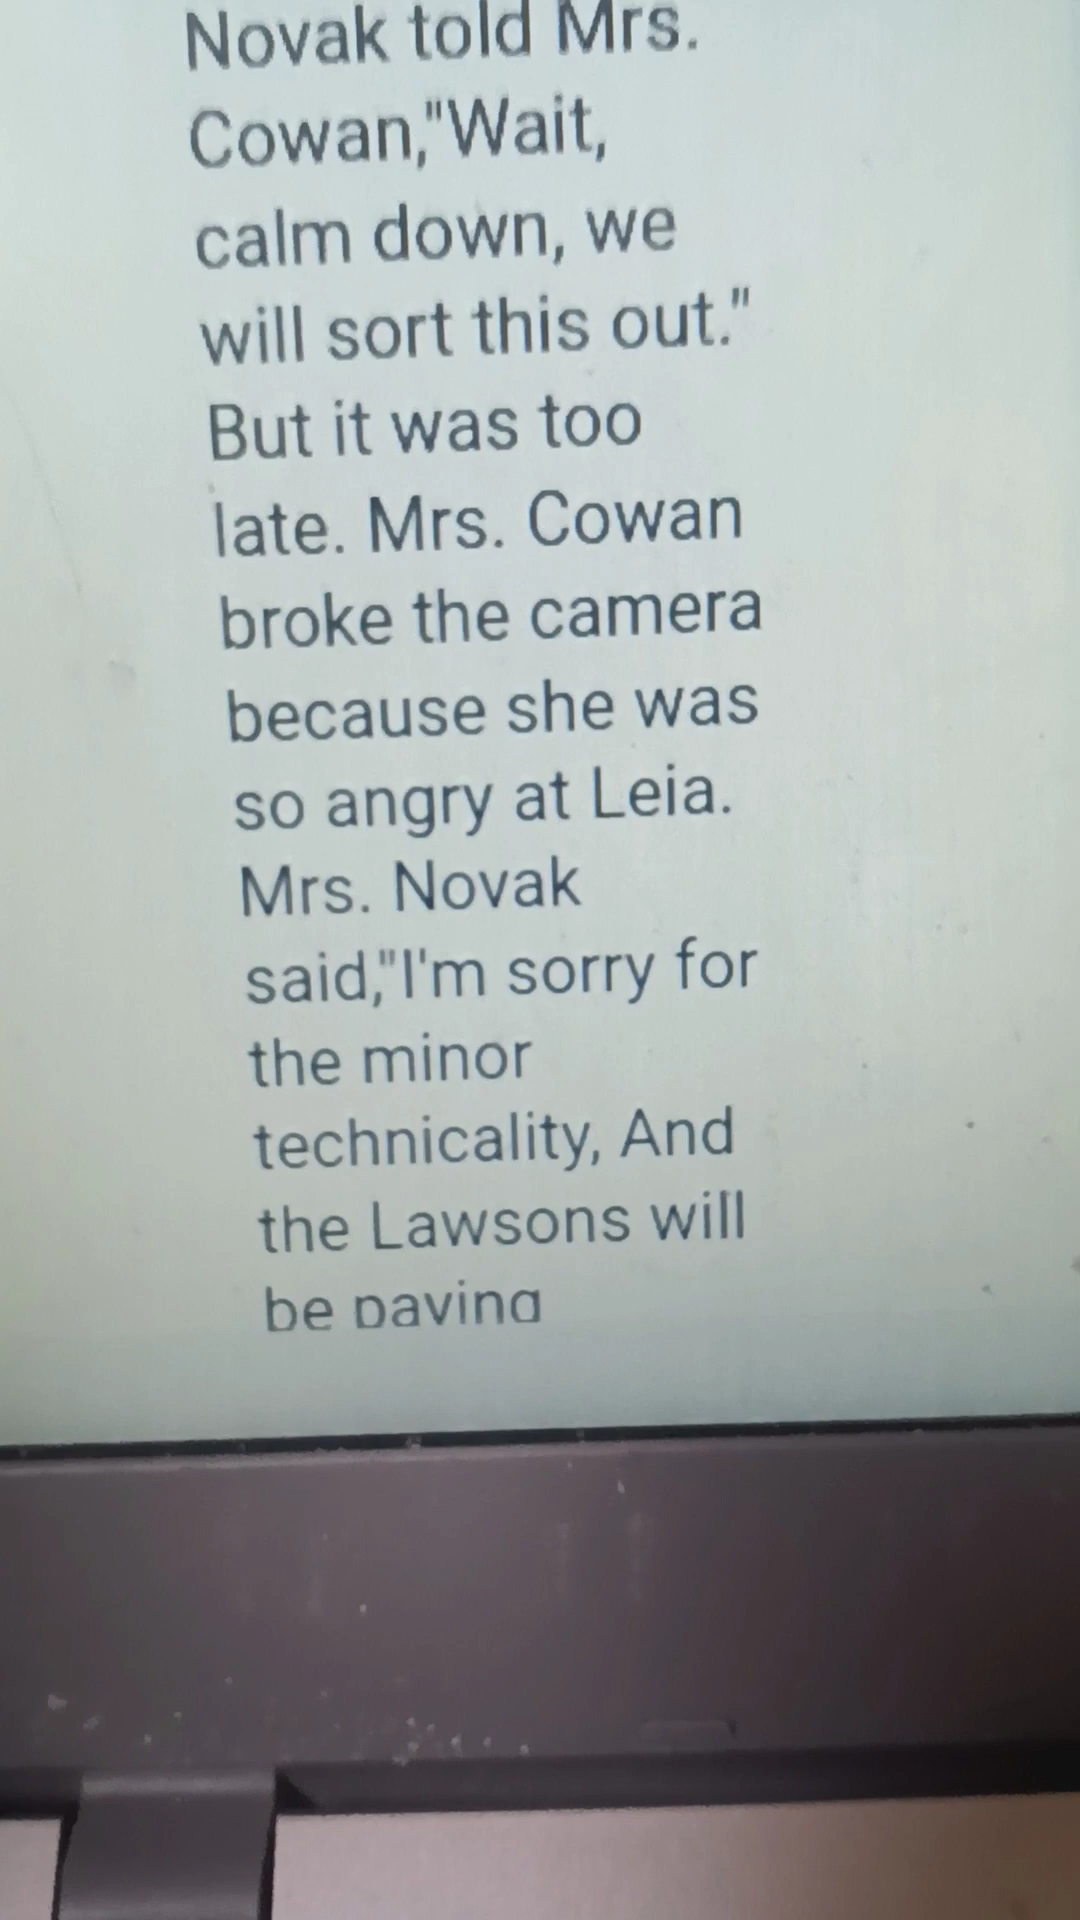 Novak told Mrs.
Cowan,"Wait,
calm down, we
will sort this out."
But it was too
late. Mrs. Cowan
broke the camera
because she was
so angry at Leia.
Mrs. Novak
said,"I'm sorry for
the minor
technicality, And
the Lawsons will
be paying